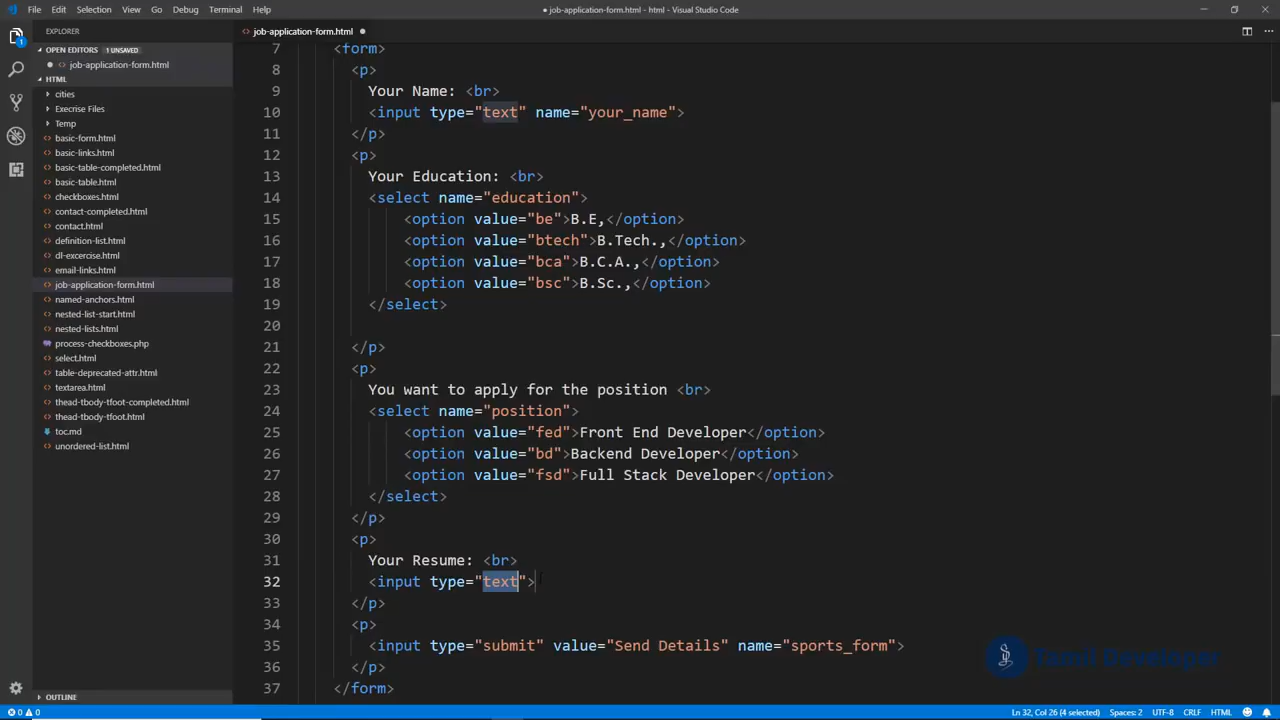 File Edit Selection View Go Debug Terminal Help
● job-application-form.html - html - Visual Studio Code
EXPLORER
job-application-form.html ●
OPEN EDITORS 1 UNSAVED
● job-application-form.html
HTML
cities
Execrise Files
Temp
basic-form.html
basic-links.html
basic-table-completed.html
basic-table.html
checkboxes.html
contact-completed.html
contact.html
definition-list.html
dl-excercise.html
email-links.html
job-application-form.html
named-anchors.html
nested-list-start.html
nested-lists.html
process-checkboxes.php
select.html
table-deprecated-attr.html
textarea.html
thead-tbody-tfoot-completed.html
thead-tbody-tfoot.html
toc.md
unordered-list.html
OUTLINE
7 <form>
8 <p>
9 Your Name: <br>
10 <input type="text" name="your_name">
11 </p>
12 <p>
13 Your Education: <br>
14 <select name="education">
15 <option value="be">B.E,</option>
16 <option value="btech">B.Tech.,</option>
17 <option value="bca">B.C.A.,</option>
18 <option value="bsc">B.Sc.,</option>
19 </select>
20
21 </p>
22 <p>
23 You want to apply for the position <br>
24 <select name="position">
25 <option value="fed">Front End Developer</option>
26 <option value="bd">Backend Developer</option>
27 <option value="fsd">Full Stack Developer</option>
28 </select>
29 </p>
30 <p>
31 Your Resume: <br>
32 <input type="text">
33 </p>
34 <p>
35 <input type="submit" value="Send Details" name="sports_form">
36 </p>
37 </form>
Tamil Developer
0 0
Ln 32, Col 26 (4 selected) Spaces: 2 UTF-8 CRLF HTML